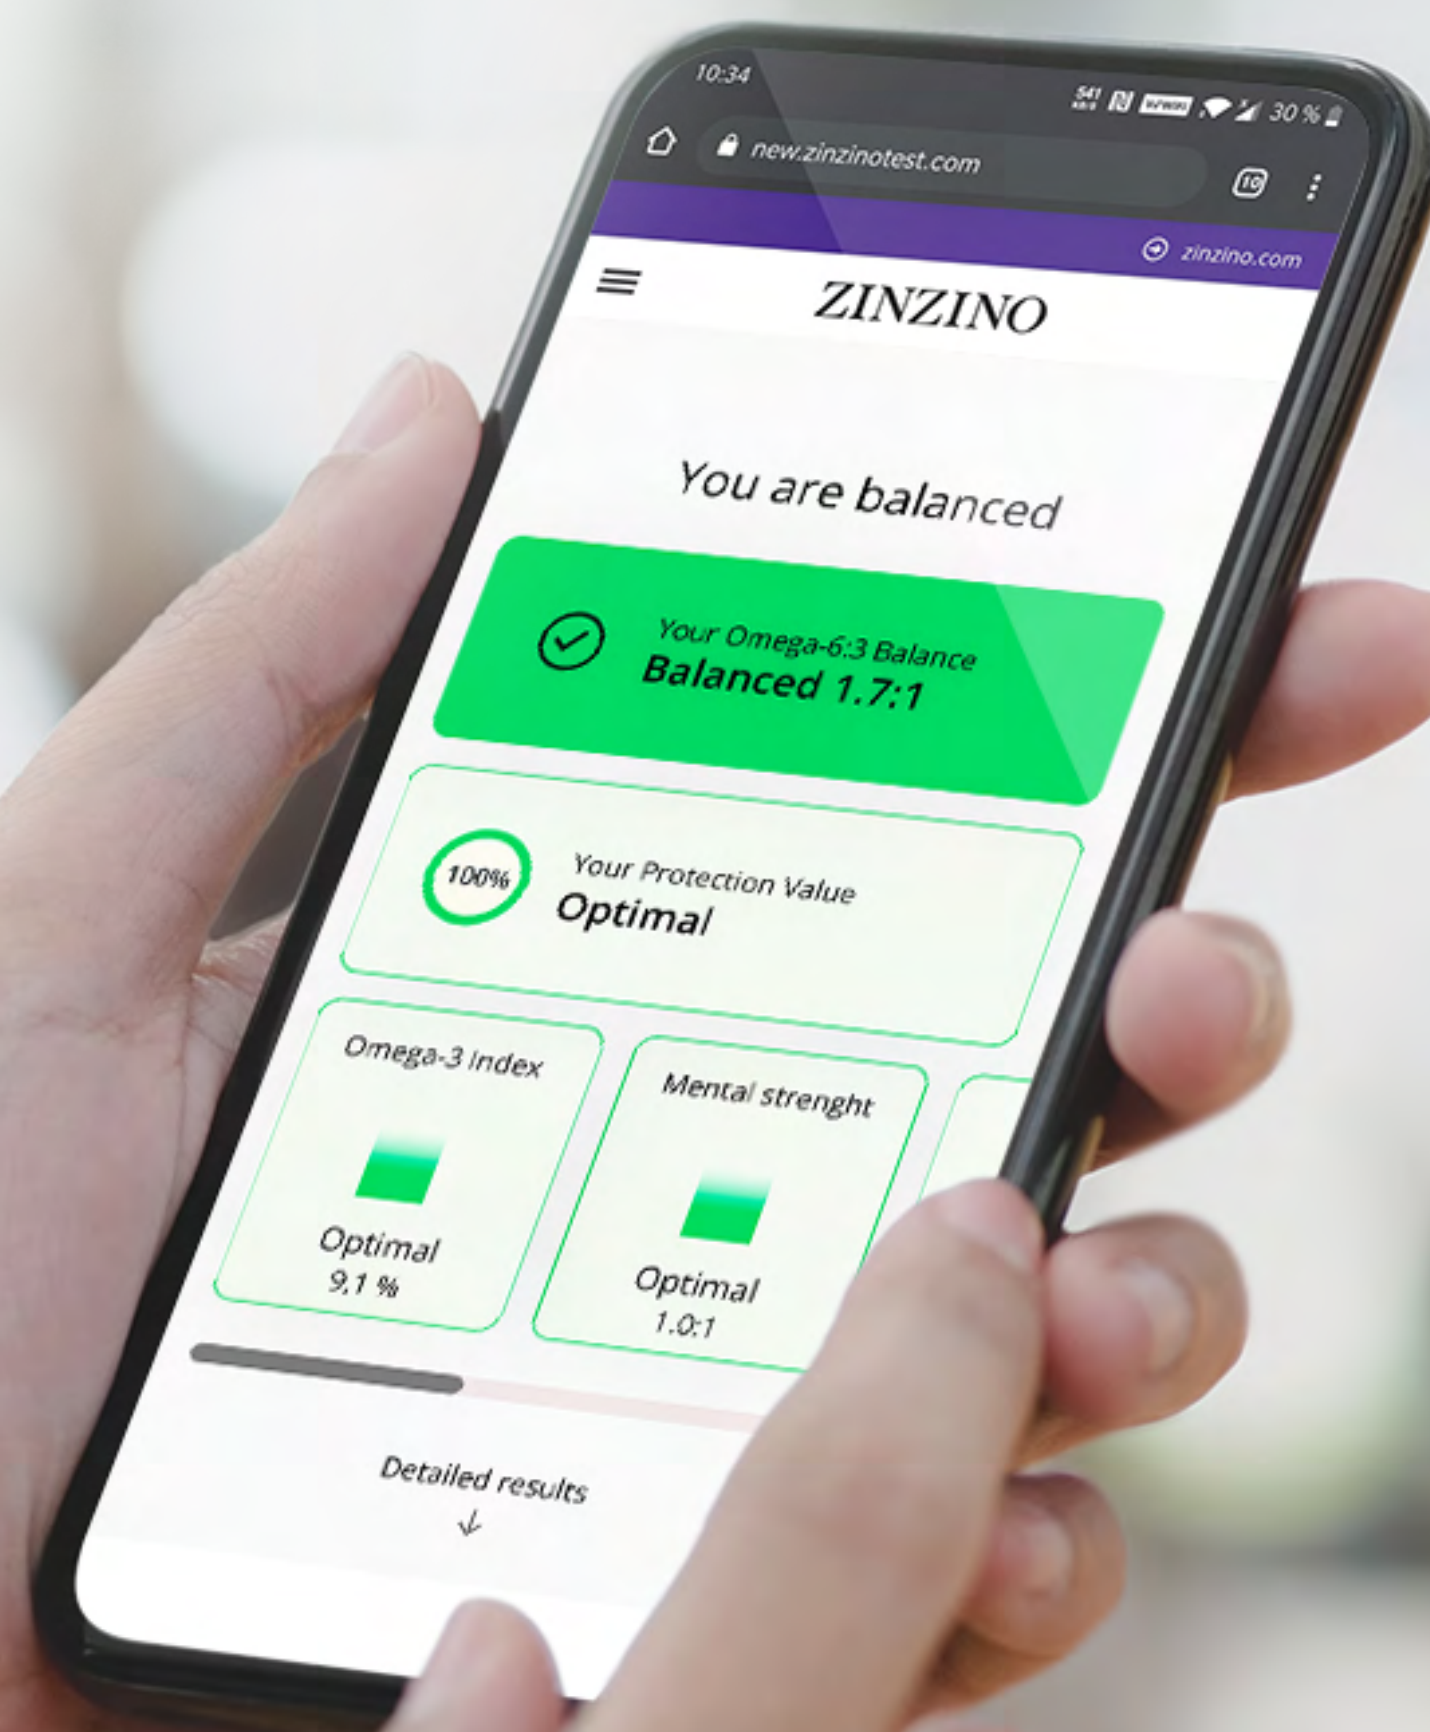 10:34
541
30 %
new.zinzinotest.com
10
zinzino.com
ZINZINO
You are balanced
Your Omega-6:3 Balance
Balanced 1.7:1
100%
Your Protection Value
Optimal
Omega-3 Index
Optimal
9,1 %
Mental strenght
Optimal
1.0:1
Detailed results